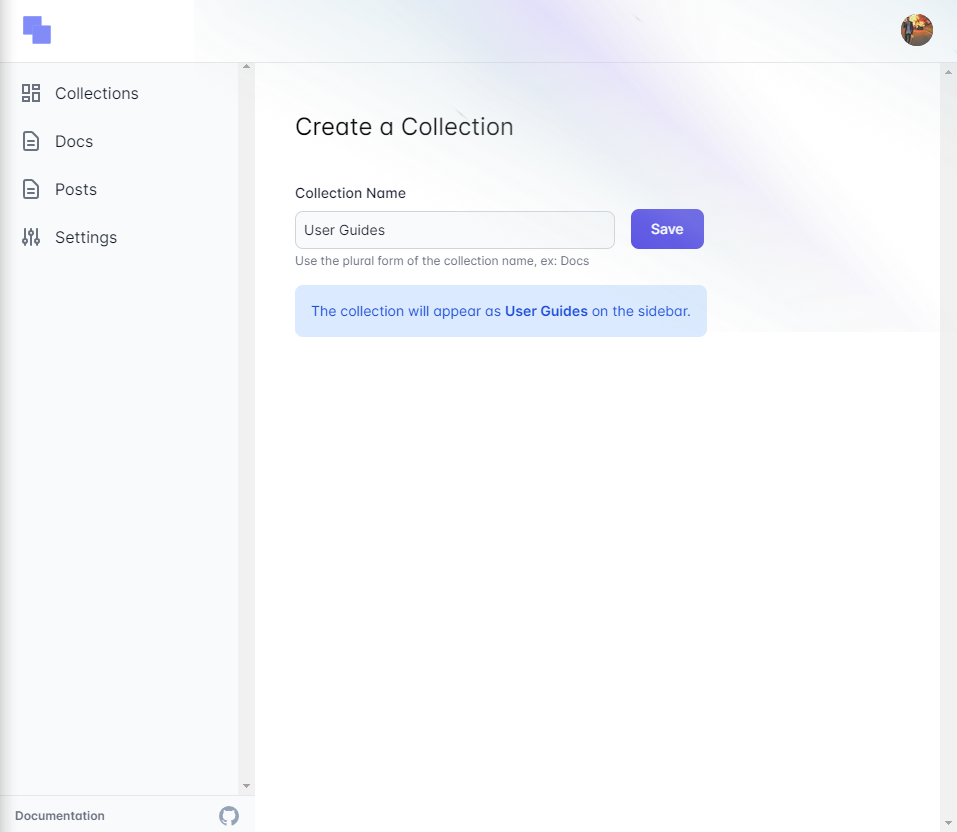 Collections
Docs
Posts
Settings
Create a Collection
Collection Name
User Guides
Save
Use the plural form of the collection name, ex: Docs
The collection will appear as User Guides on the sidebar.
Documentation